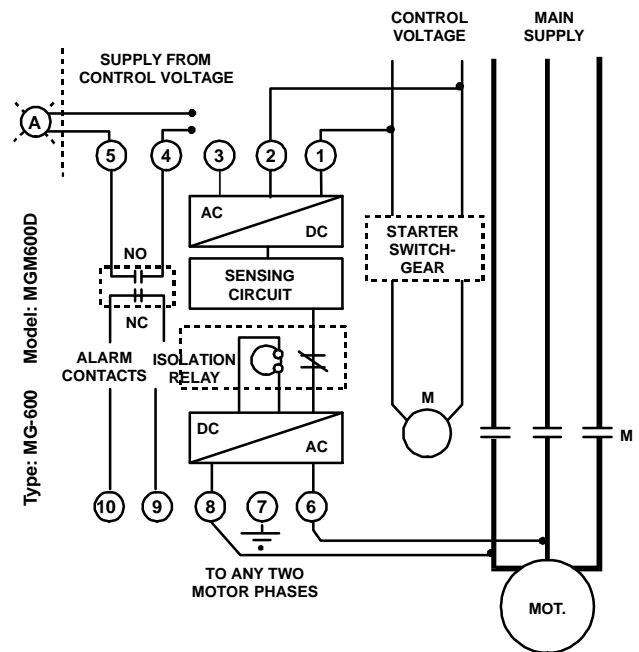 CONTROL
VOLTAGE
MAIN
SUPPLY
SUPPLY FROM
CONTROL VOLTAGE
A
5
4
3
2
1
AC
DC
STARTER
SWITCH-
GEAR
SENSING
CIRCUIT
NO
NC
ALARM
CONTACTS
ISOLATION
RELAY
M
M
DC
AC
10
9
8
7
6
TO ANY TWO
MOTOR PHASES
MOT.
Type: MG-600 Model: MGM600D